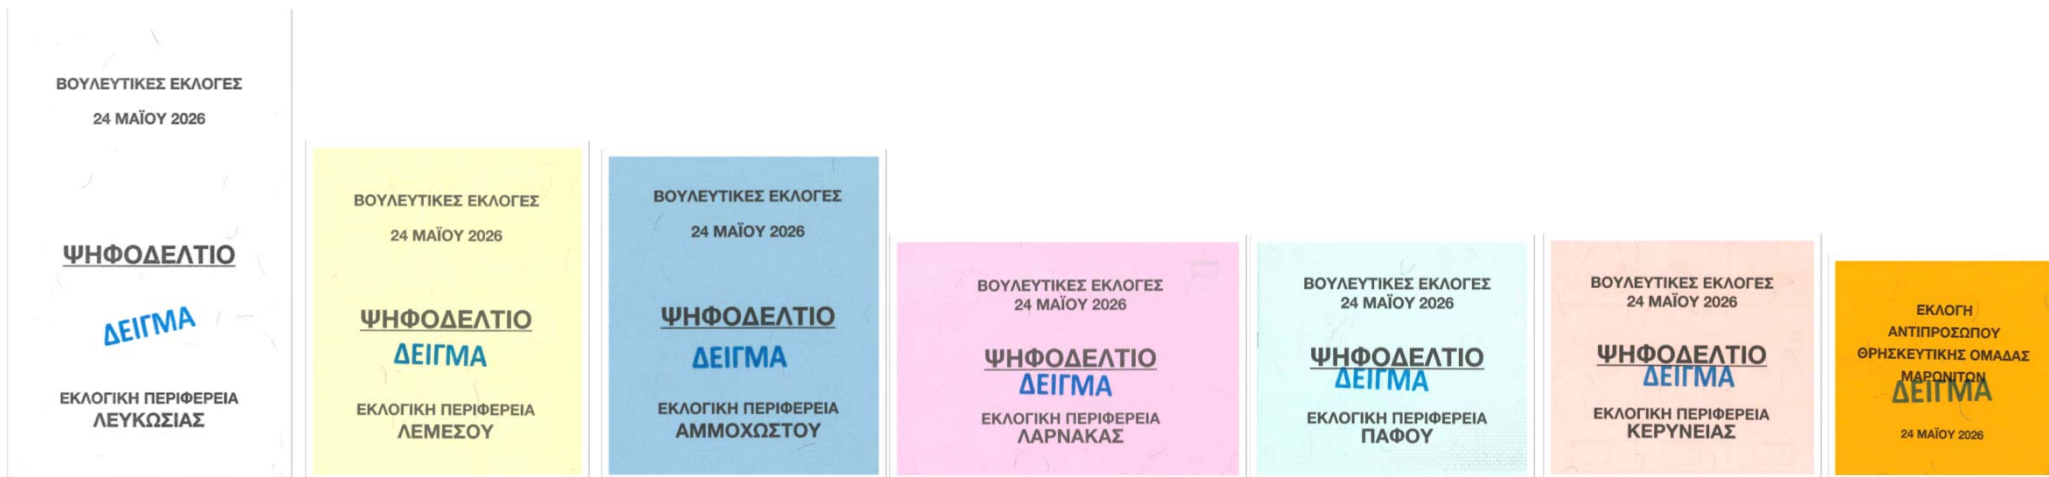 ΒΟΥΛΕΥΤΙΚΕΣ ΕΚΛΟΓΕΣ
24 ΜΑΪΟΥ 2026
ΨΗΦΟΔΕΛΤΙΟ
ΔΕΙΓΜΑ
ΕΚΛΟΓΙΚΗ ΠΕΡΙΦΕΡΕΙΑ
ΛΕΥΚΩΣΙΑΣ
ΒΟΥΛΕΥΤΙΚΕΣ ΕΚΛΟΓΕΣ
24 ΜΑΪΟΥ 2026
ΨΗΦΟΔΕΛΤΙΟ
ΔΕΙΓΜΑ
ΕΚΛΟΓΙΚΗ ΠΕΡΙΦΕΡΕΙΑ
ΛΕΜΕΣΟΥ
ΒΟΥΛΕΥΤΙΚΕΣ ΕΚΛΟΓΕΣ
24 ΜΑΪΟΥ 2026
ΨΗΦΟΔΕΛΤΙΟ
ΔΕΙΓΜΑ
ΕΚΛΟΓΙΚΗ ΠΕΡΙΦΕΡΕΙΑ
ΑΜΜΟΧΩΣΤΟΥ
ΒΟΥΛΕΥΤΙΚΕΣ ΕΚΛΟΓΕΣ
24 ΜΑΪΟΥ 2026
ΨΗΦΟΔΕΛΤΙΟ
ΔΕΙΓΜΑ
ΕΚΛΟΓΙΚΗ ΠΕΡΙΦΕΡΕΙΑ
ΛΑΡΝΑΚΑΣ
ΒΟΥΛΕΥΤΙΚΕΣ ΕΚΛΟΓΕΣ
24 ΜΑΪΟΥ 2026
ΨΗΦΟΔΕΛΤΙΟ
ΔΕΙΓΜΑ
ΕΚΛΟΓΙΚΗ ΠΕΡΙΦΕΡΕΙΑ
ΠΑΦΟΥ
ΒΟΥΛΕΥΤΙΚΕΣ ΕΚΛΟΓΕΣ
24 ΜΑΪΟΥ 2026
ΨΗΦΟΔΕΛΤΙΟ
ΔΕΙΓΜΑ
ΕΚΛΟΓΙΚΗ ΠΕΡΙΦΕΡΕΙΑ
ΚΕΡΥΝΕΙΑΣ
ΕΚΛΟΓΗ
ΑΝΤΙΠΡΟΣΩΠΟΥ
ΘΡΗΣΚΕΥΤΙΚΗΣ ΟΜΑΔΑΣ
ΜΑΡΩΝΙΤΩΝ
ΔΕΙΓΜΑ
24 ΜΑΪΟΥ 2026